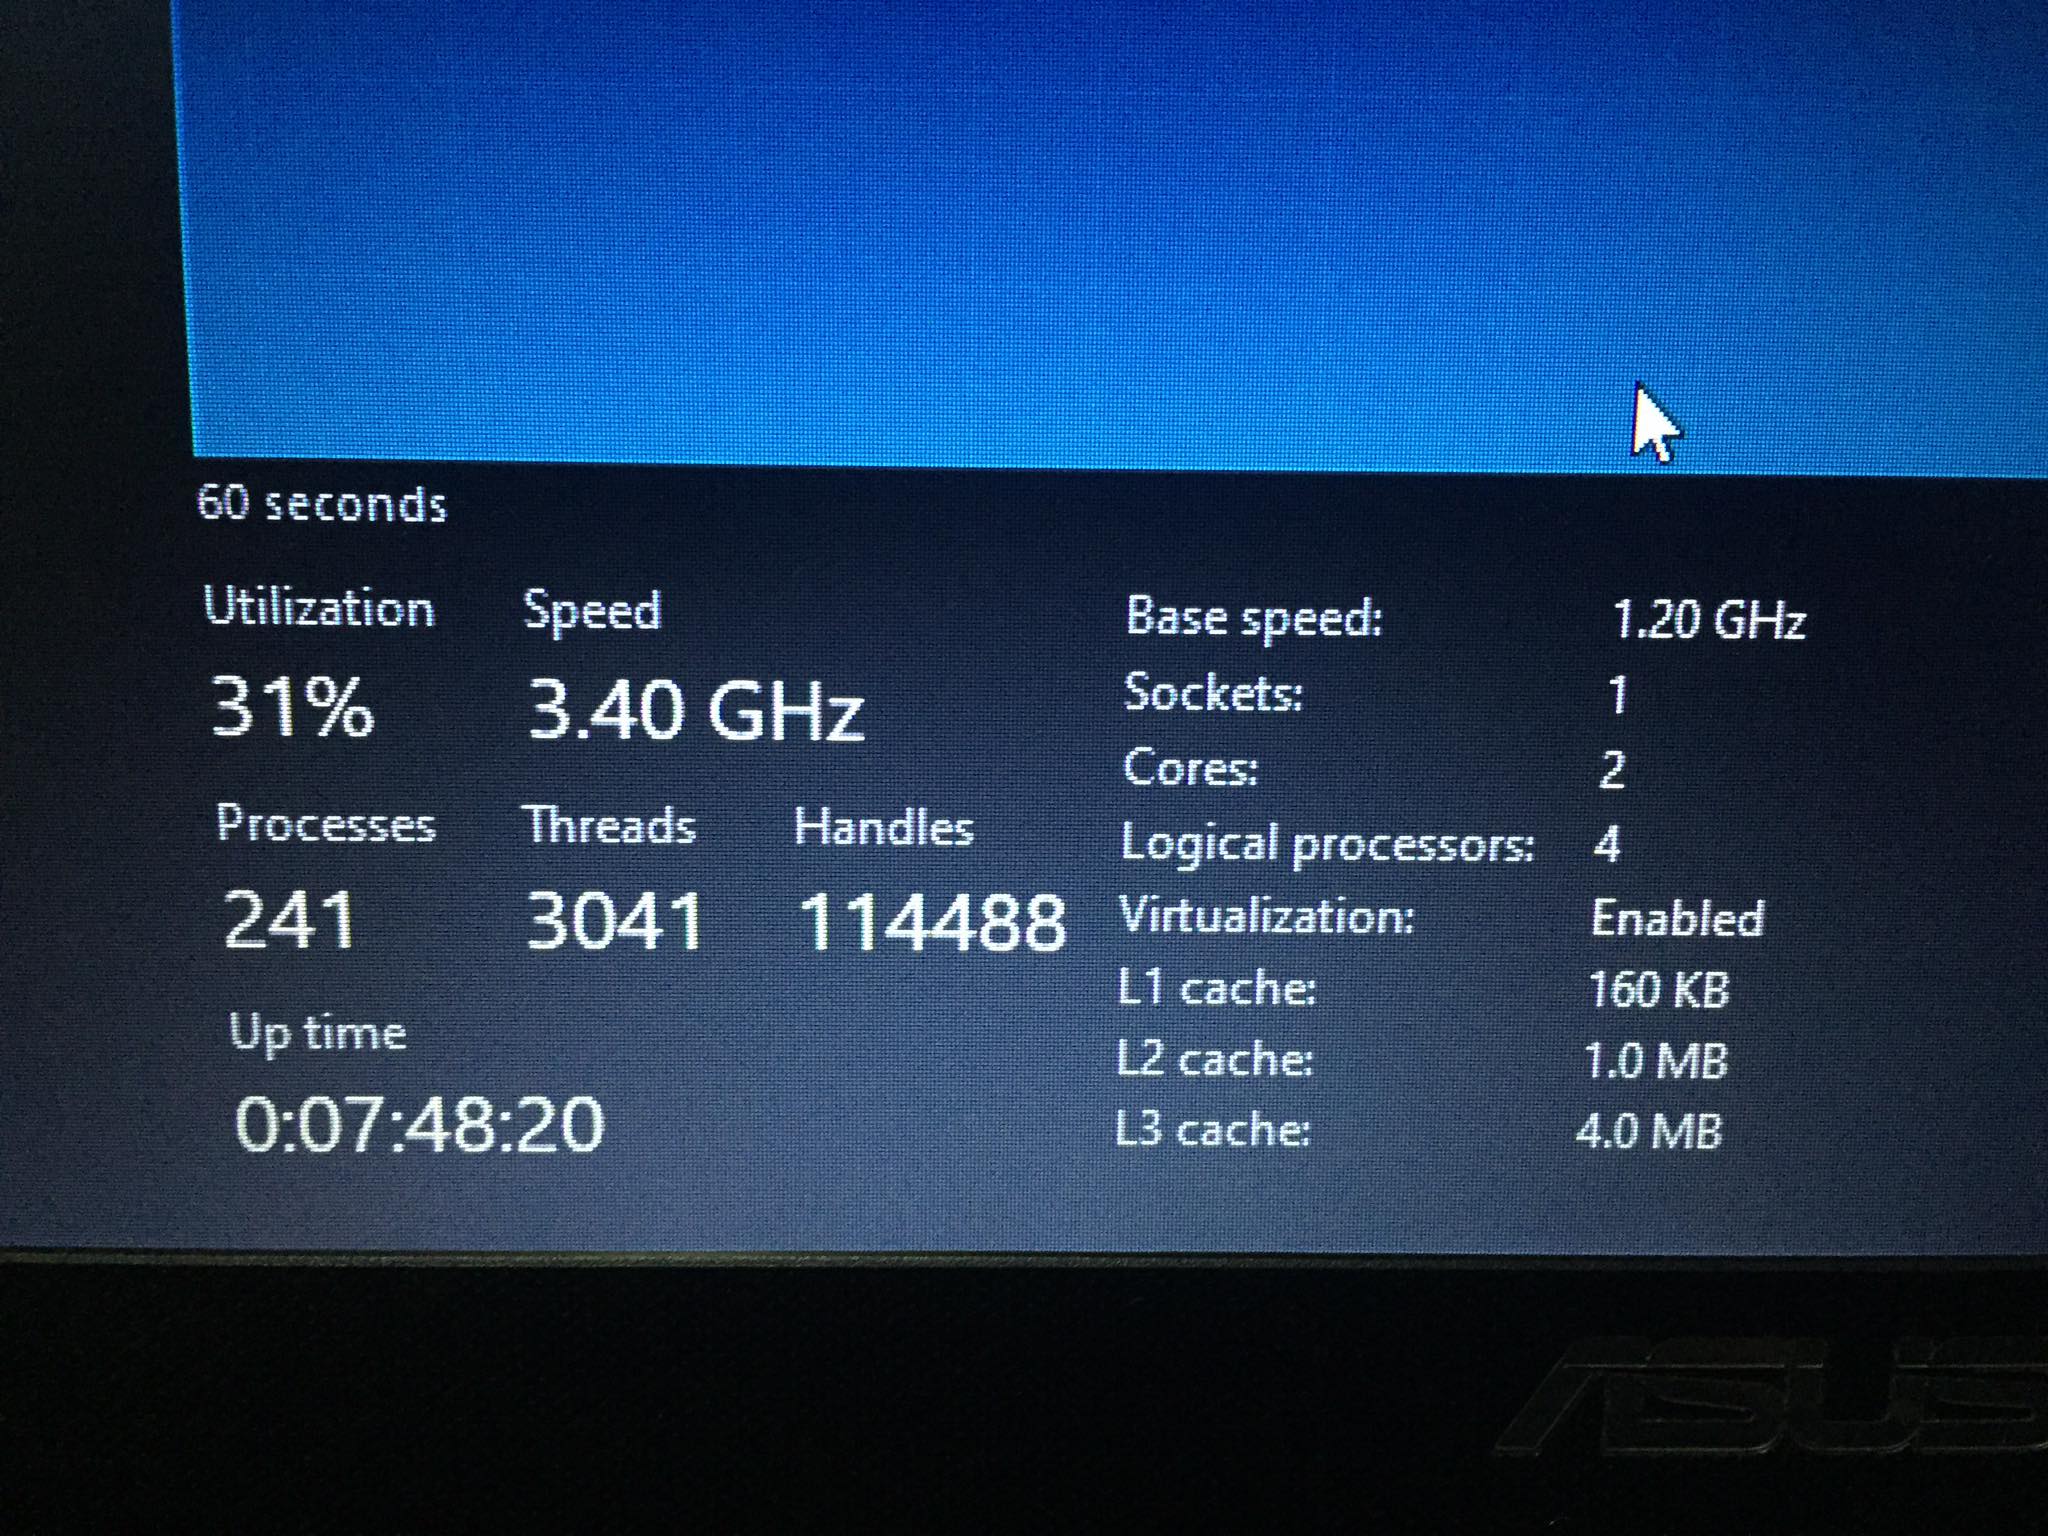 60 seconds
Utilization Speed
31% 3.40 GHz
Processes Threads Handles
241 3041 114488
Up time
0:07:48:20
Base speed: 1.20 GHz
Sockets: 1
Cores: 2
Logical processors: 4
Virtualization: Enabled
L1 cache: 160 KB
L2 cache: 1.0 MB
L3 cache: 4.0 MB
ASUS